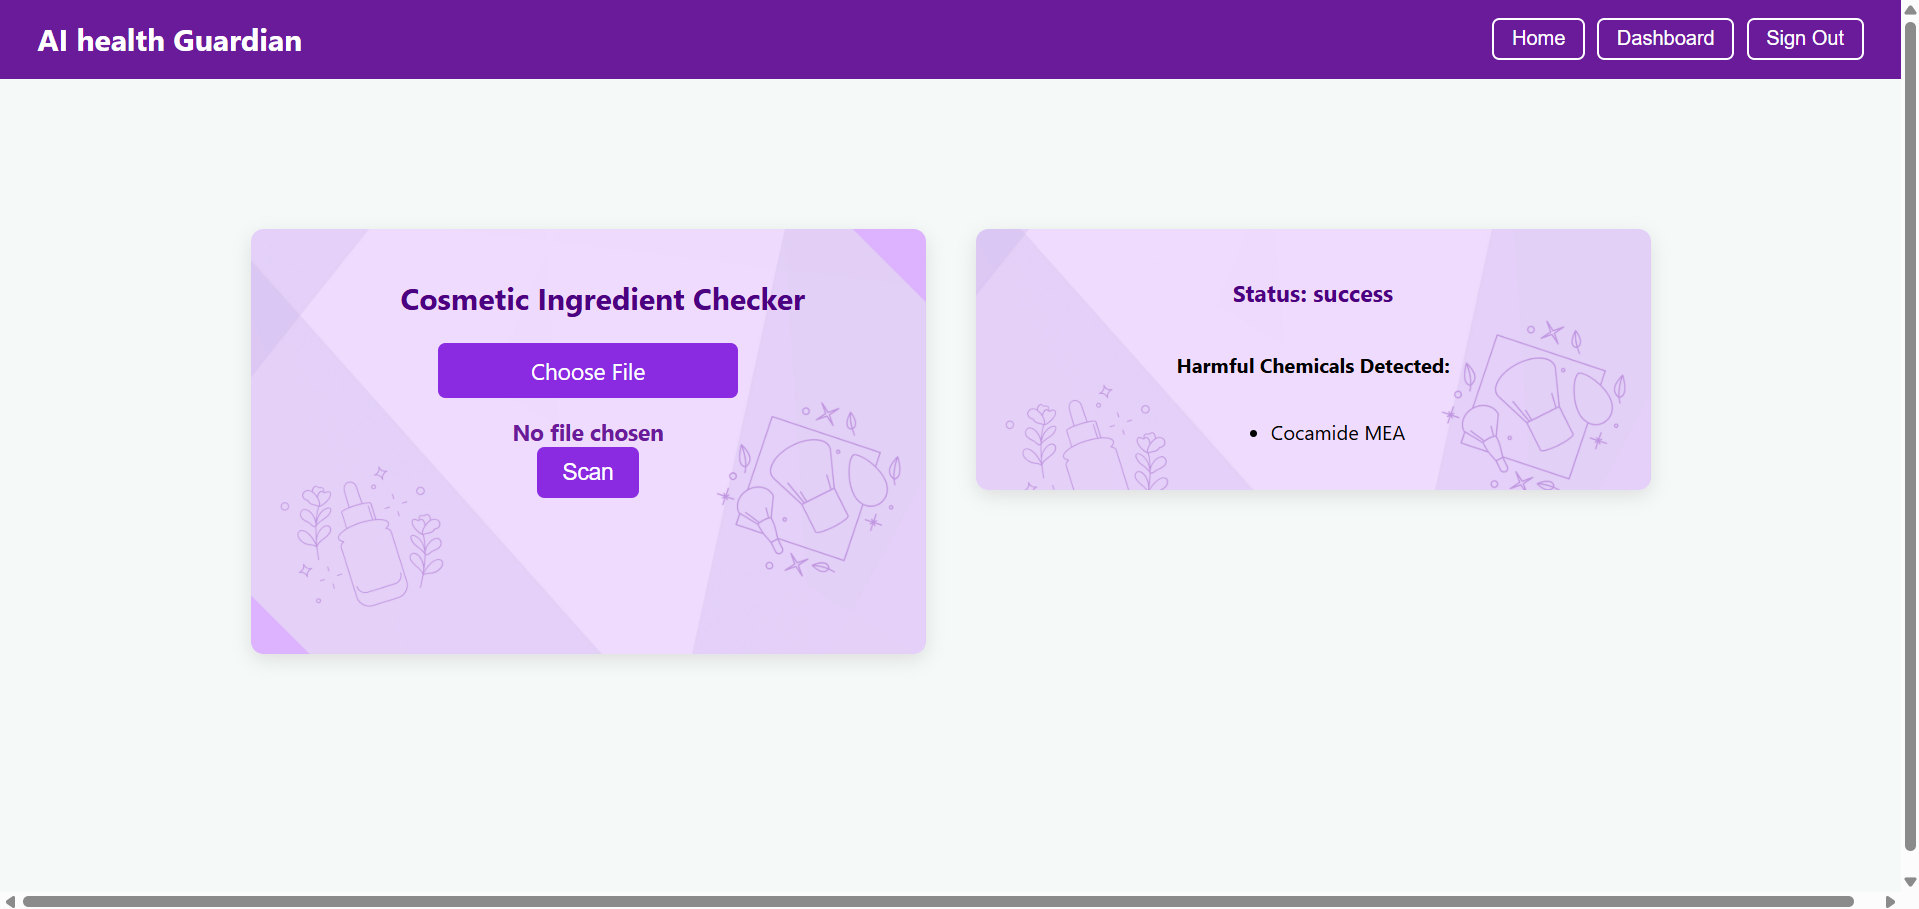 AI health Guardian
Home
Dashboard
Sign Out
Cosmetic Ingredient Checker
Choose File
No file chosen
Scan
Status: success
Harmful Chemicals Detected:
Cocamide MEA